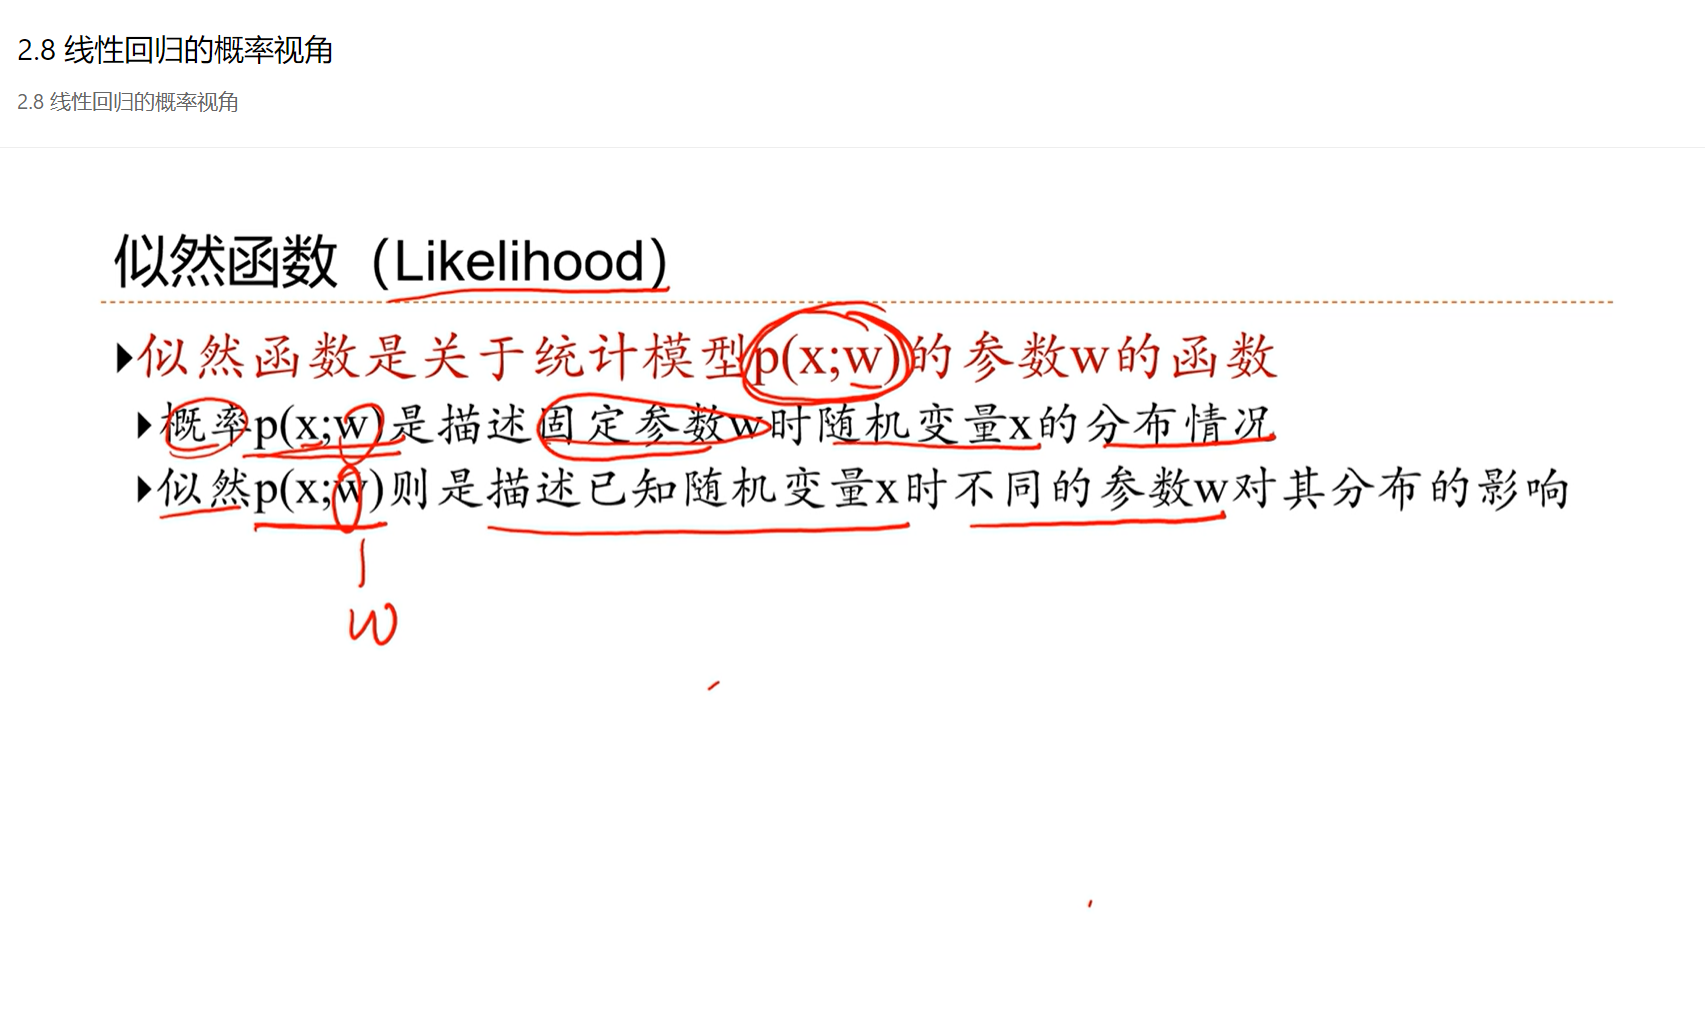 2.8 线性回归的概率视角
2.8 线性回归的概率视角
似然函数（Likelihood）
似然函数是关于统计模型p(x;w)的参数w的函数
概率p(x;w)是描述固定参数w时随机变量x的分布情况
似然p(x;w)则是描述已知随机变量x时不同的参数w对其分布的影响
w